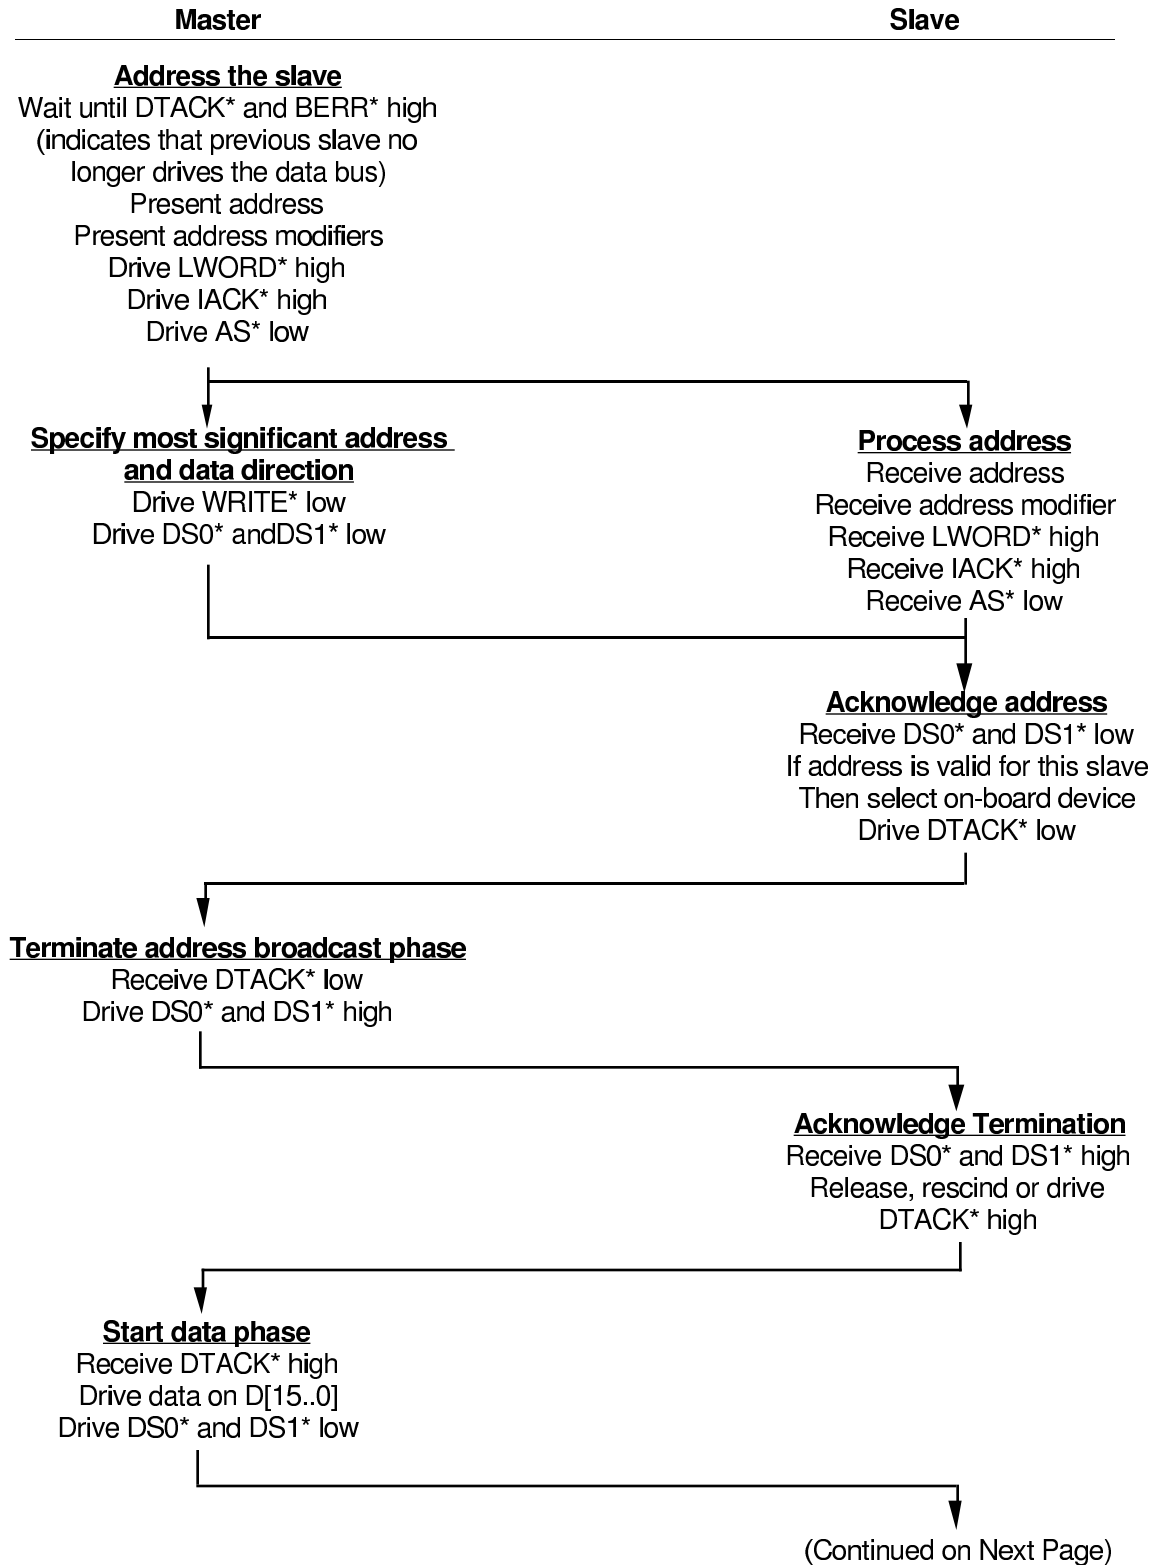 Master
Slave
Address the slave
Wait until DTACK* and BERR* high
(indicates that previous slave no
longer drives the data bus)
Present address
Present address modifiers
Drive LWORD* high
Drive IACK* high
Drive AS* low
Specify most significant address
and data direction
Drive WRITE* low
Drive DS0* andDS1* low
Process address
Receive address
Receive address modifier
Receive LWORD* high
Receive IACK* high
Receive AS* low
Acknowledge address
Receive DS0* and DS1* low
If address is valid for this slave
Then select on-board device
Drive DTACK* low
Terminate address broadcast phase
Receive DTACK* low
Drive DS0* and DS1* high
Acknowledge Termination
Receive DS0* and DS1* high
Release, rescind or drive
DTACK* high
Start data phase
Receive DTACK* high
Drive data on D[15..0]
Drive DS0* and DS1* low
(Continued on Next Page)